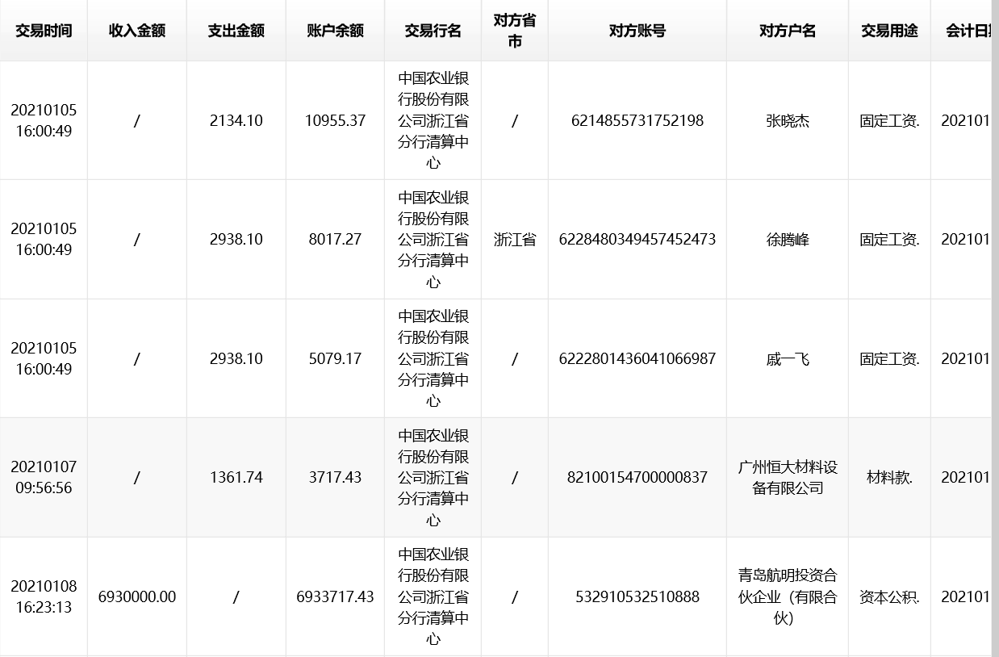 交易时间 收入金额 支出金额 账户余额 交易行名 对方省市 对方账号 对方户名 交易用途 会计日
20210105 16:00:49 / 2134.10 10955.37 中国农业银行股份有限公司浙江省分行清算中心 / 6214855731752198 张晓杰 固定工资. 202101
20210105 16:00:49 / 2938.10 8017.27 中国农业银行股份有限公司浙江省分行清算中心 浙江省 6228480349457452473 徐腾峰 固定工资. 202101
20210105 16:00:49 / 2938.10 5079.17 中国农业银行股份有限公司浙江省分行清算中心 / 6222801436041066987 戚一飞 固定工资. 202101
20210107 09:56:56 / 1361.74 3717.43 中国农业银行股份有限公司浙江省分行清算中心 / 82100154700000837 广州恒大材料设备有限公司 材料款. 202101
20210108 16:23:13 6930000.00 / 6933717.43 中国农业银行股份有限公司浙江省分行清算中心 / 532910532510888 青岛航明投资合伙企业（有限合伙） 资本公积. 202101